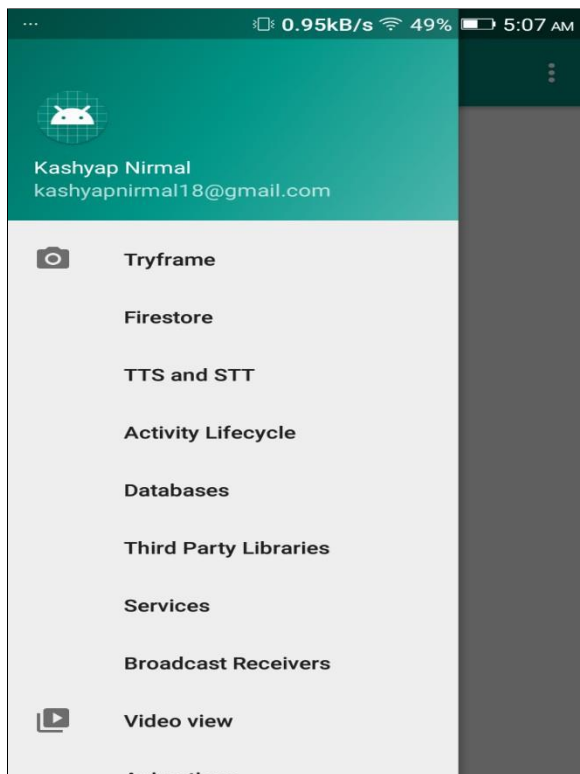 ... 0.95kB/s 49% 5:07 AM
Kashyap Nirmal
kashyapnirmal18@gmail.com
Tryframe
Firestore
TTS and STT
Activity Lifecycle
Databases
Third Party Libraries
Services
Broadcast Receivers
Video view